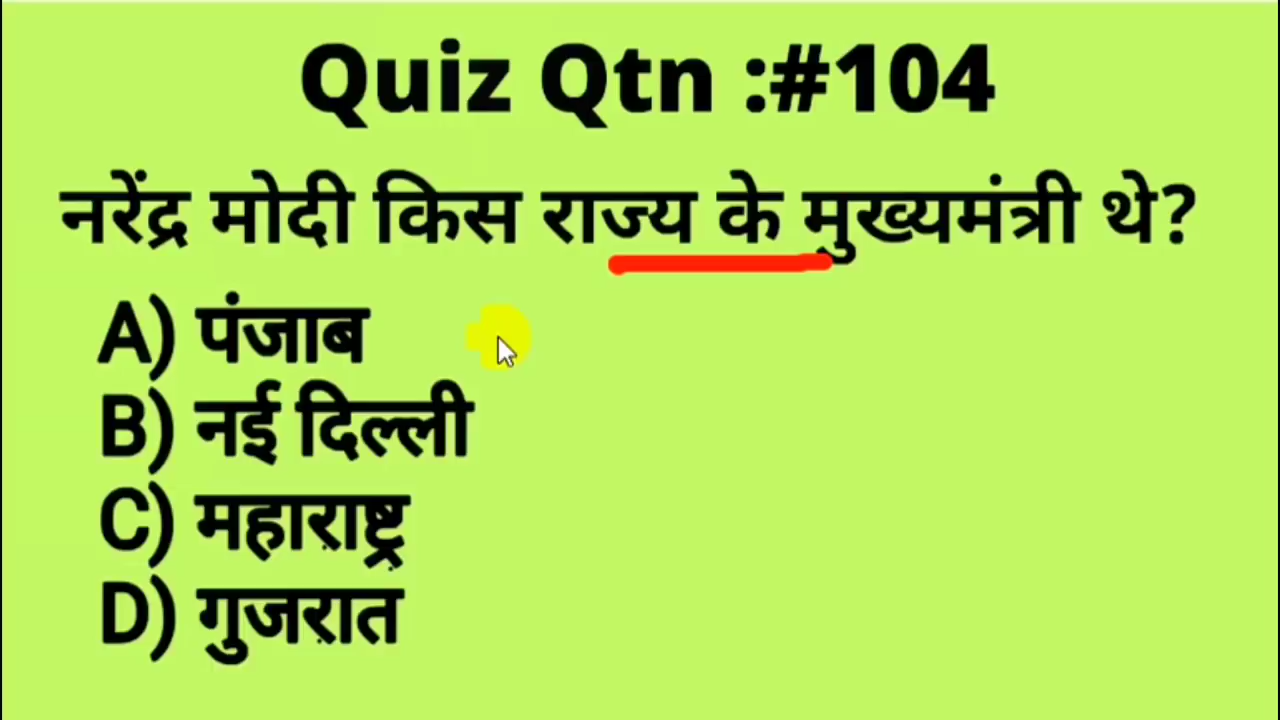 Quiz Qtn :#104
नरेंद्र मोदी किस राज्य के मुख्यमंत्री थे?
A) पंजाब
B) नई दिल्ली
C) महाराष्ट्र
D) गुजरात